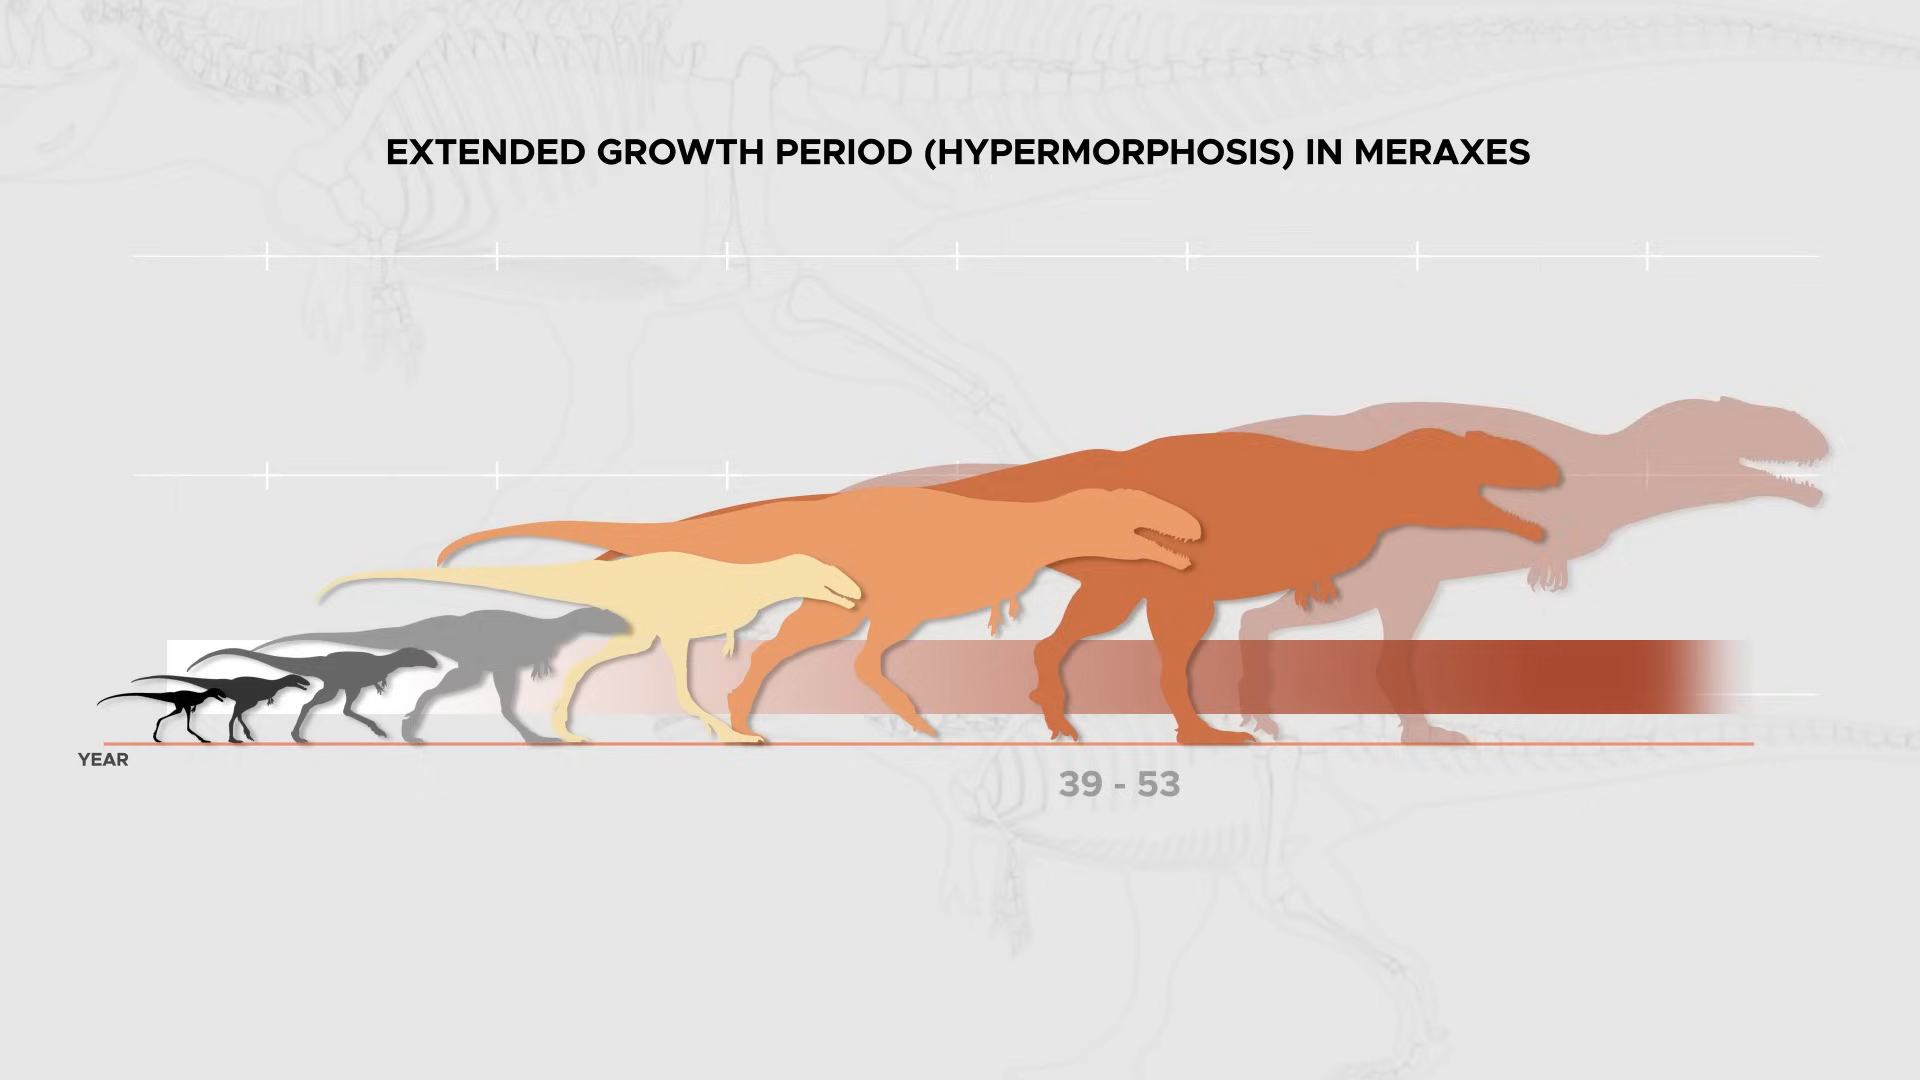 EXTENDED GROWTH PERIOD (HYPERMORPHOSIS) IN MERAXES
YEAR
39 - 53